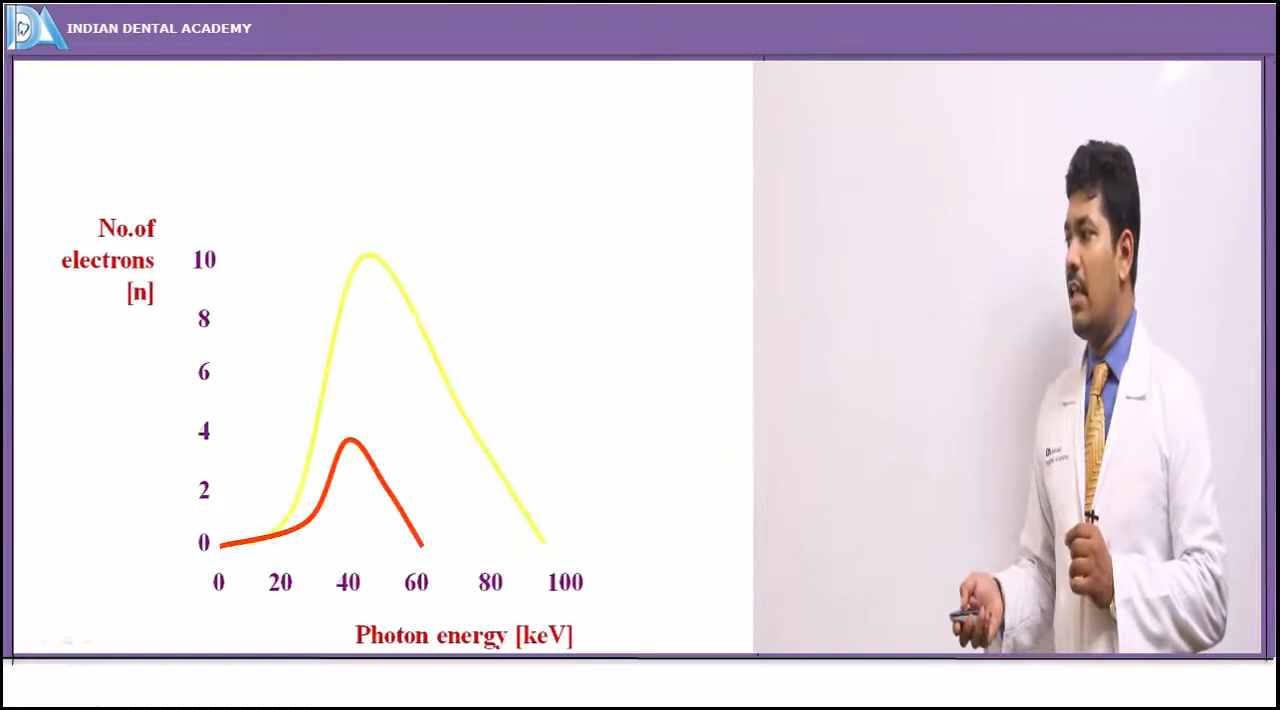 INDIAN DENTAL ACADEMY
No.of
electrons
[n]
10
8
6
4
2
0
0 20 40 60 80 100
Photon energy [keV]